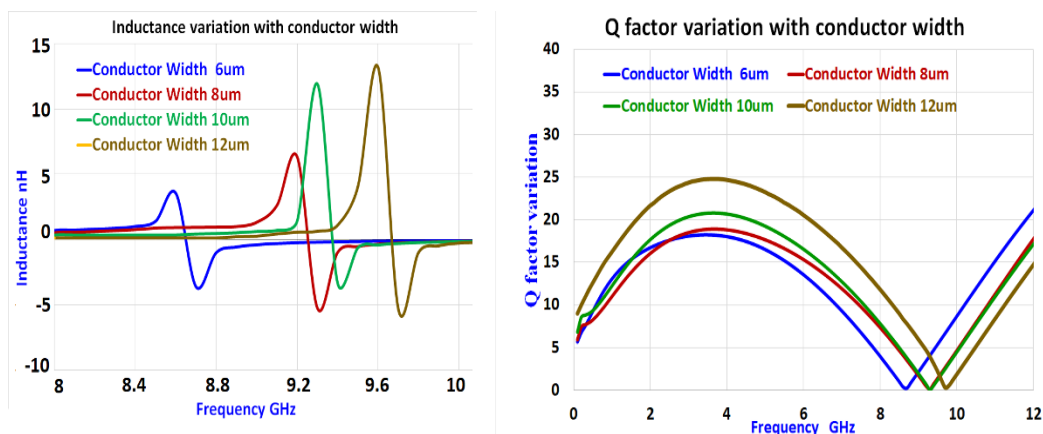 Inductance variation with conductor width
15
10
5
0
-5
-10
Inductance nH
Conductor Width 6um
Conductor Width 8um
Conductor Width 10um
Conductor Width 12um
8 8.4 8.8 9.2 9.6 10
Frequency GHz
Q factor variation with conductor width
40
35
30
25
20
15
10
5
0
Q factor variation
Conductor Width 6um Conductor Width 8um
Conductor Width 10um Conductor Width 12um
0 2 4 6 8 10 12
Frequency GHz